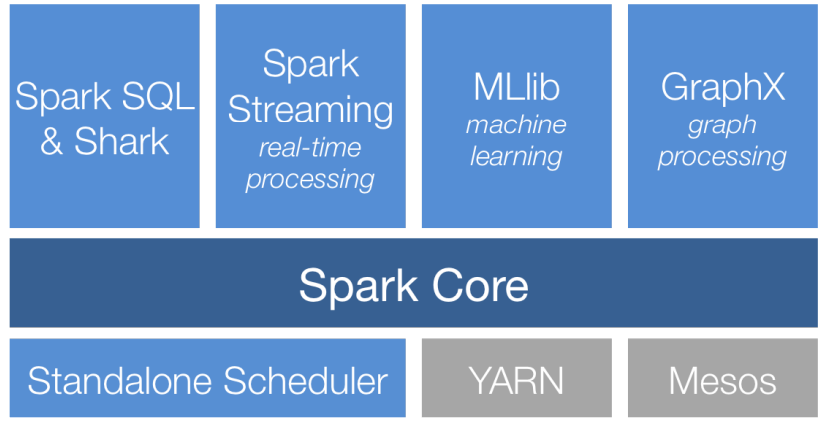 Spark SQL
& Shark
Spark
Streaming
real-time
processing
MLlib
machine
learning
GraphX
graph
processing
Spark Core
Standalone Scheduler
YARN
Mesos